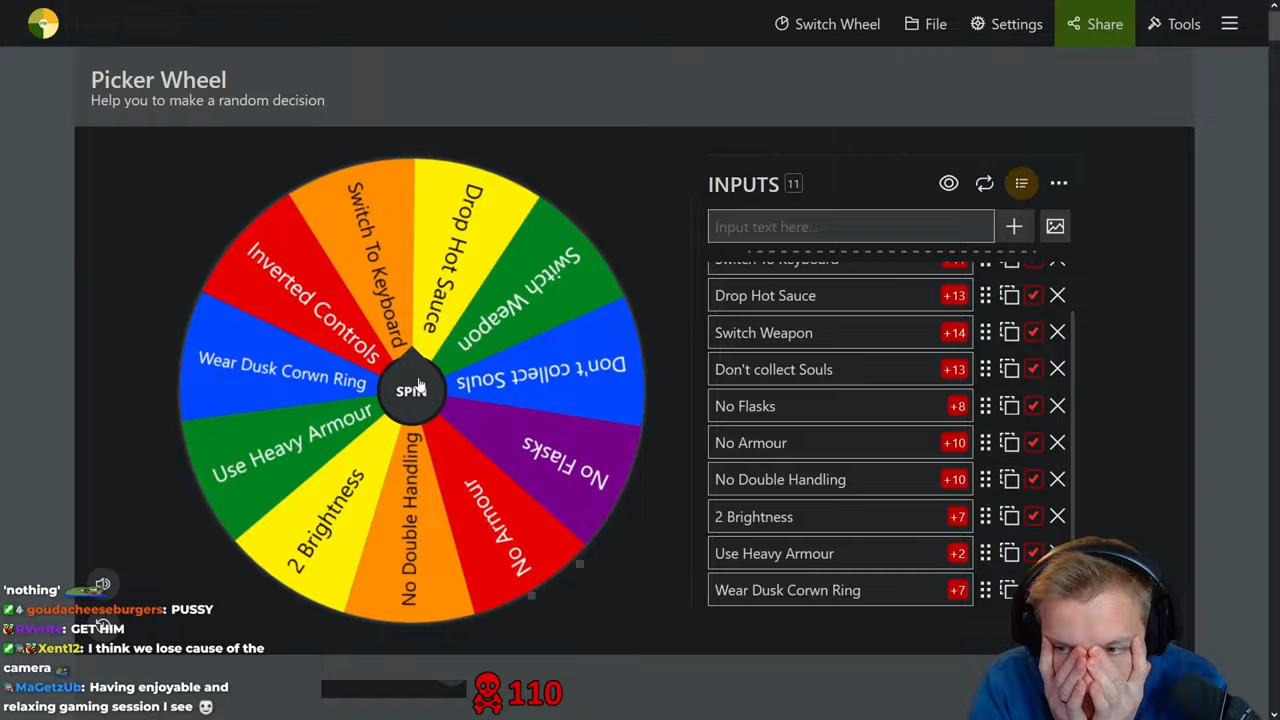 Switch Wheel
File
Settings
Share
Tools
Picker Wheel
Help you to make a random decision
Switch To Keyboard
Drop Hot Sauce
Switch Weapon
Don't collect Souls
No Flasks
No Armour
No Double Handling
2 Brightness
Use Heavy Armour
Wear Dusk Corwn Ring
Inverted Controls
SPIN
INPUTS 11
Input text here...
Switch To Keyboard
Drop Hot Sauce +13
Switch Weapon +14
Don't collect Souls +13
No Flasks +8
No Armour +10
No Double Handling +10
2 Brightness +7
Use Heavy Armour +2
Wear Dusk Corwn Ring +7
'nothing'
goudacheeseburgers: PUSSY
RVerite: GET HIM
Xent12: I think we lose cause of the
camera
MaGetzUb: Having enjoyable and
relaxing gaming session I see
110